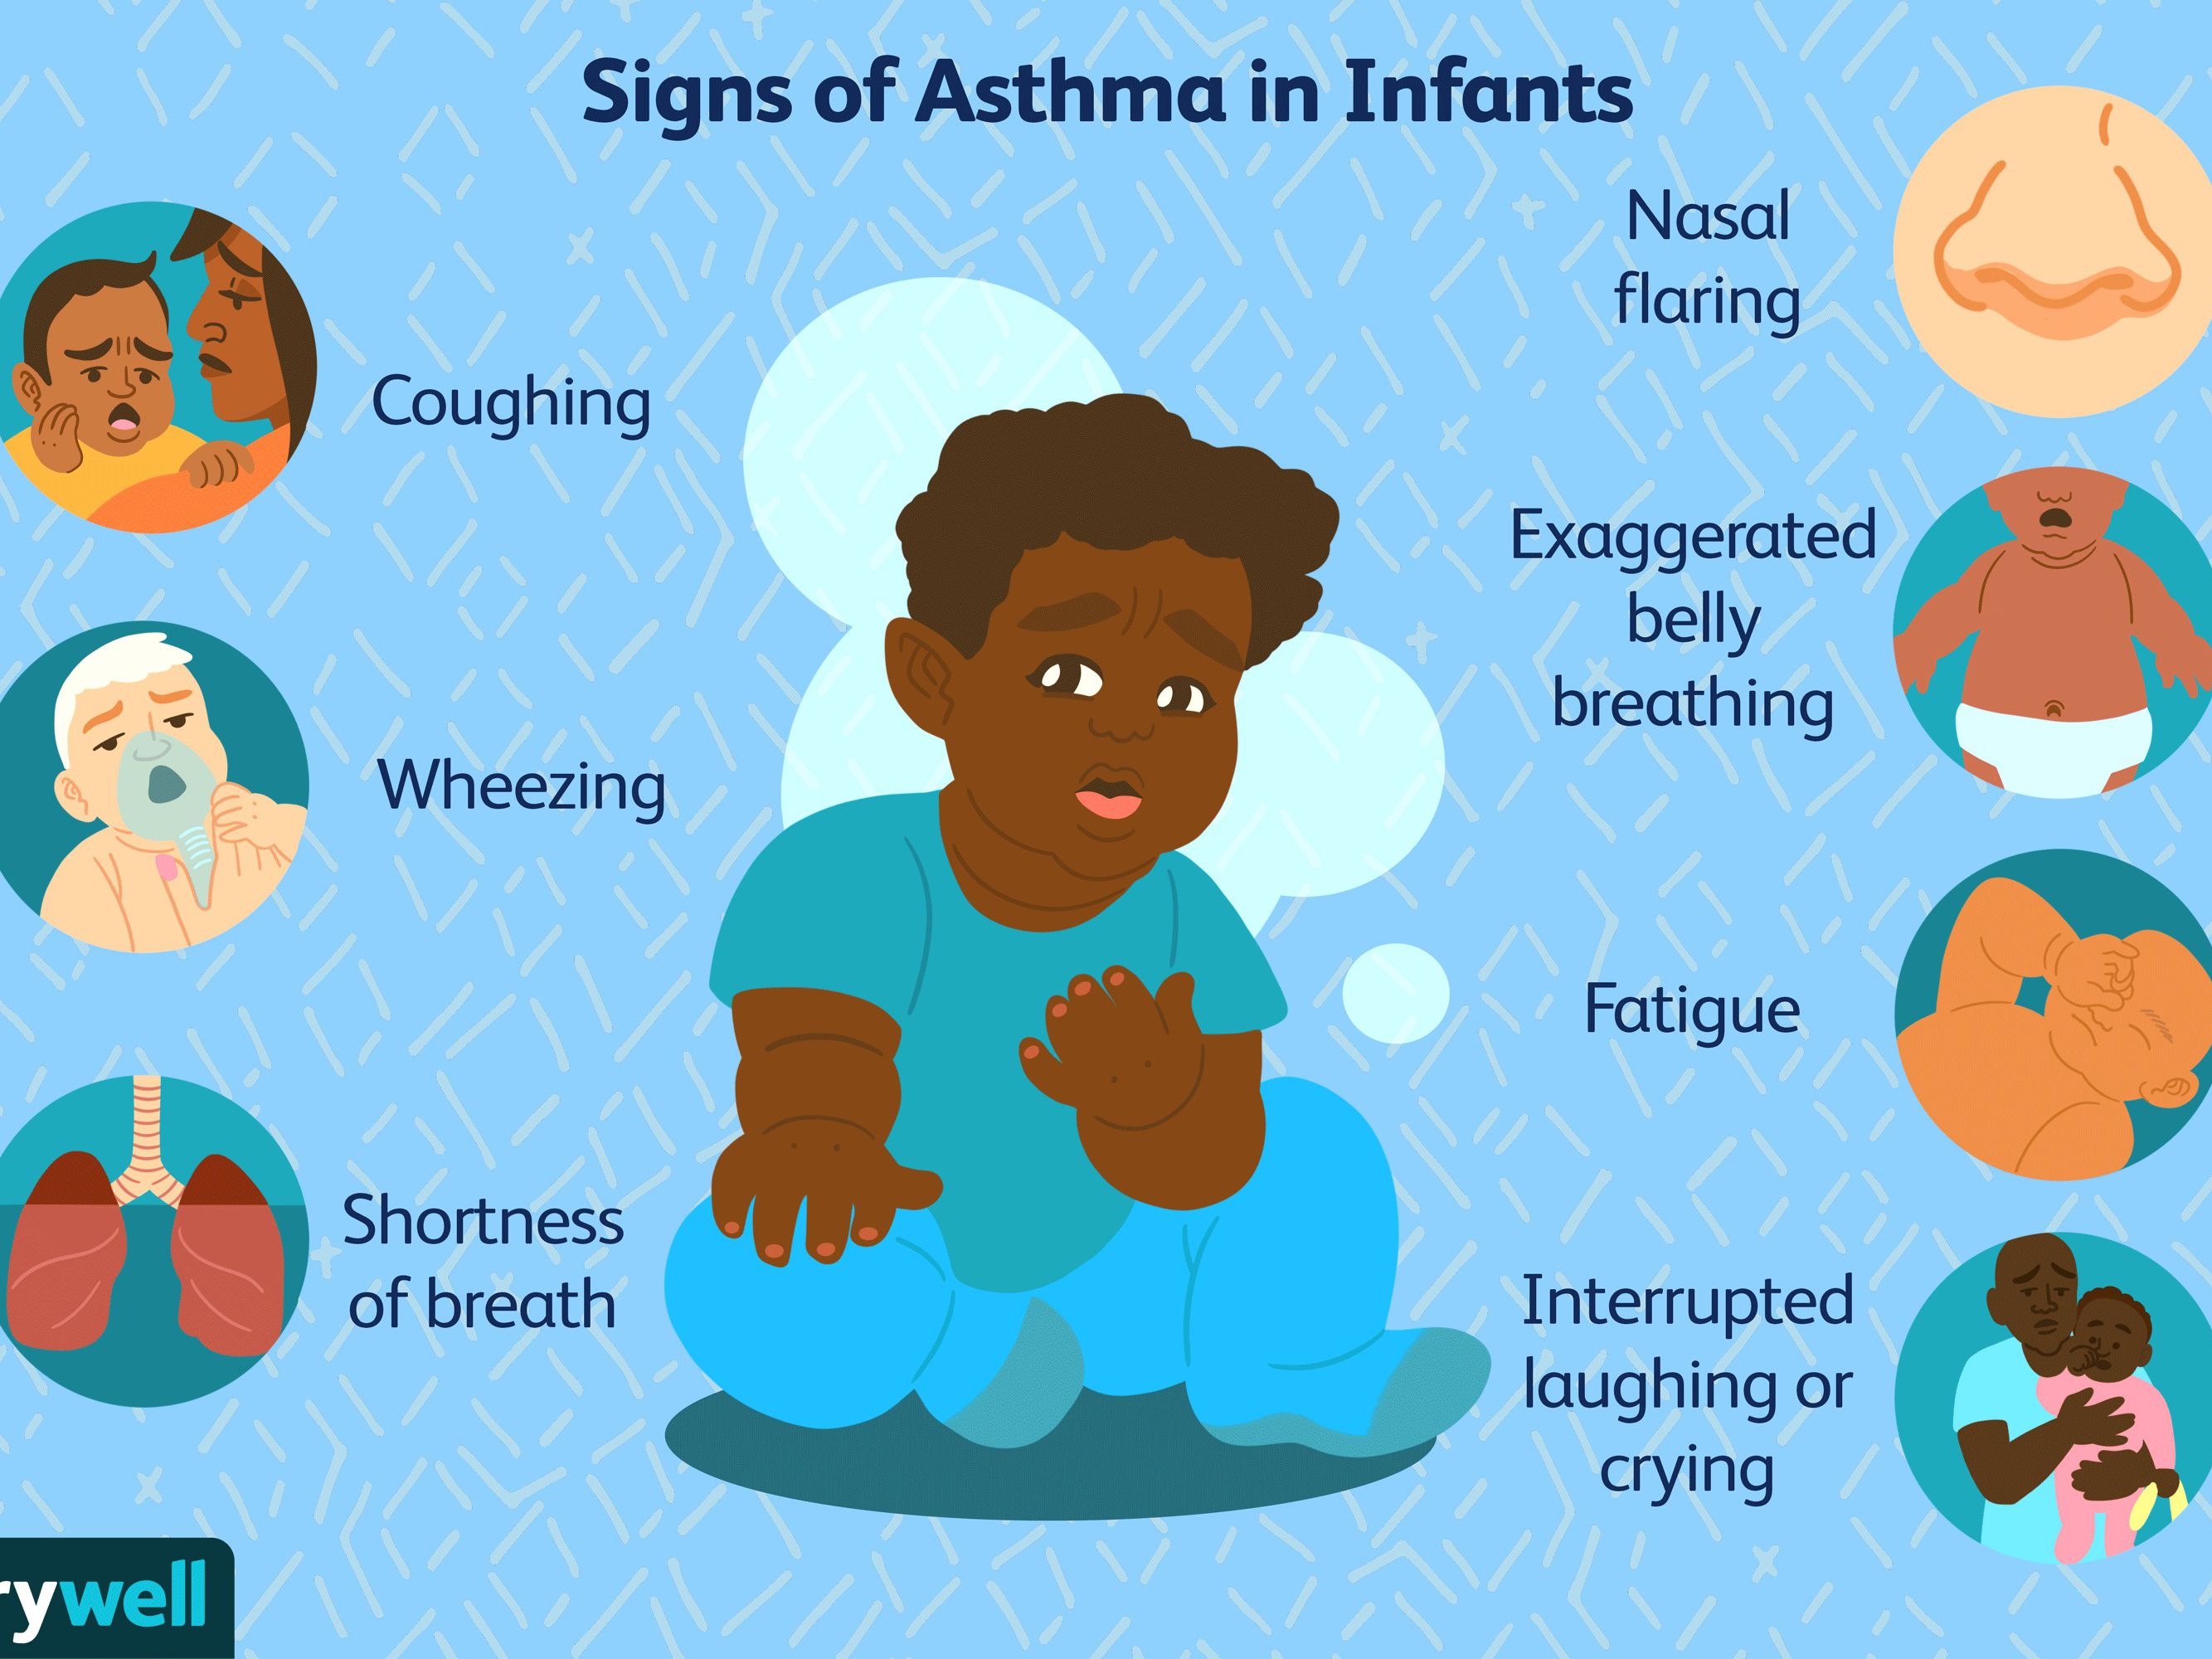 Signs of Asthma in Infants
Coughing
Wheezing
Shortness
of breath
Nasal
flaring
Exaggerated
belly
breathing
Fatigue
Interrupted
laughing or
crying
rywell